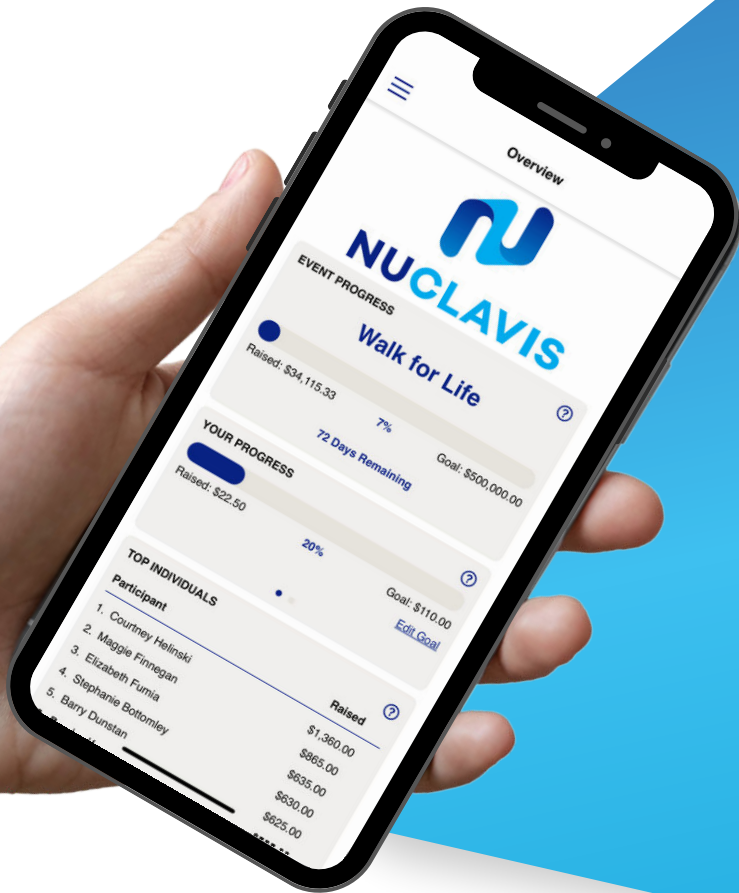 Overview
NUCLAVIS
EVENT PROGRESS
Walk for Life
Raised: $34,115.33
7%
Goal: $500,000.00
72 Days Remaining
YOUR PROGRESS
Raised: $22.50
20%
Goal: $110.00
Edit Goal
TOP INDIVIDUALS
Participant Raised
1. Courtney Helinski $1,360.00
2. Maggie Finnegan $865.00
3. Elizabeth Fumia $635.00
4. Stephanie Bottomley $630.00
5. Barry Dunstan $625.00